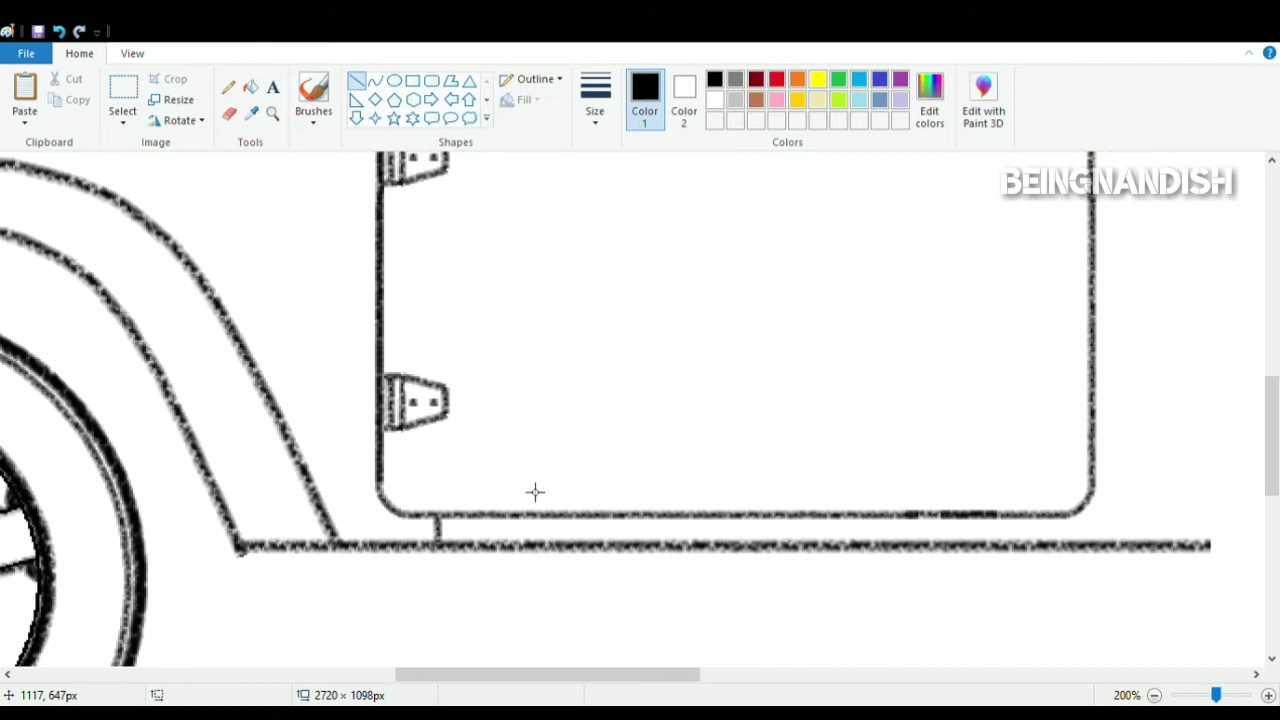 File Home View
Paste Cut Copy
Clipboard
Select Crop Resize Rotate
Image
Tools
Brushes
Outline Fill
Shapes
Size
Color 1
Color 2
Edit colors
Edit with Paint 3D
Colors
BEINGNANDISH
1117, 647px 2720 × 1098px 200%